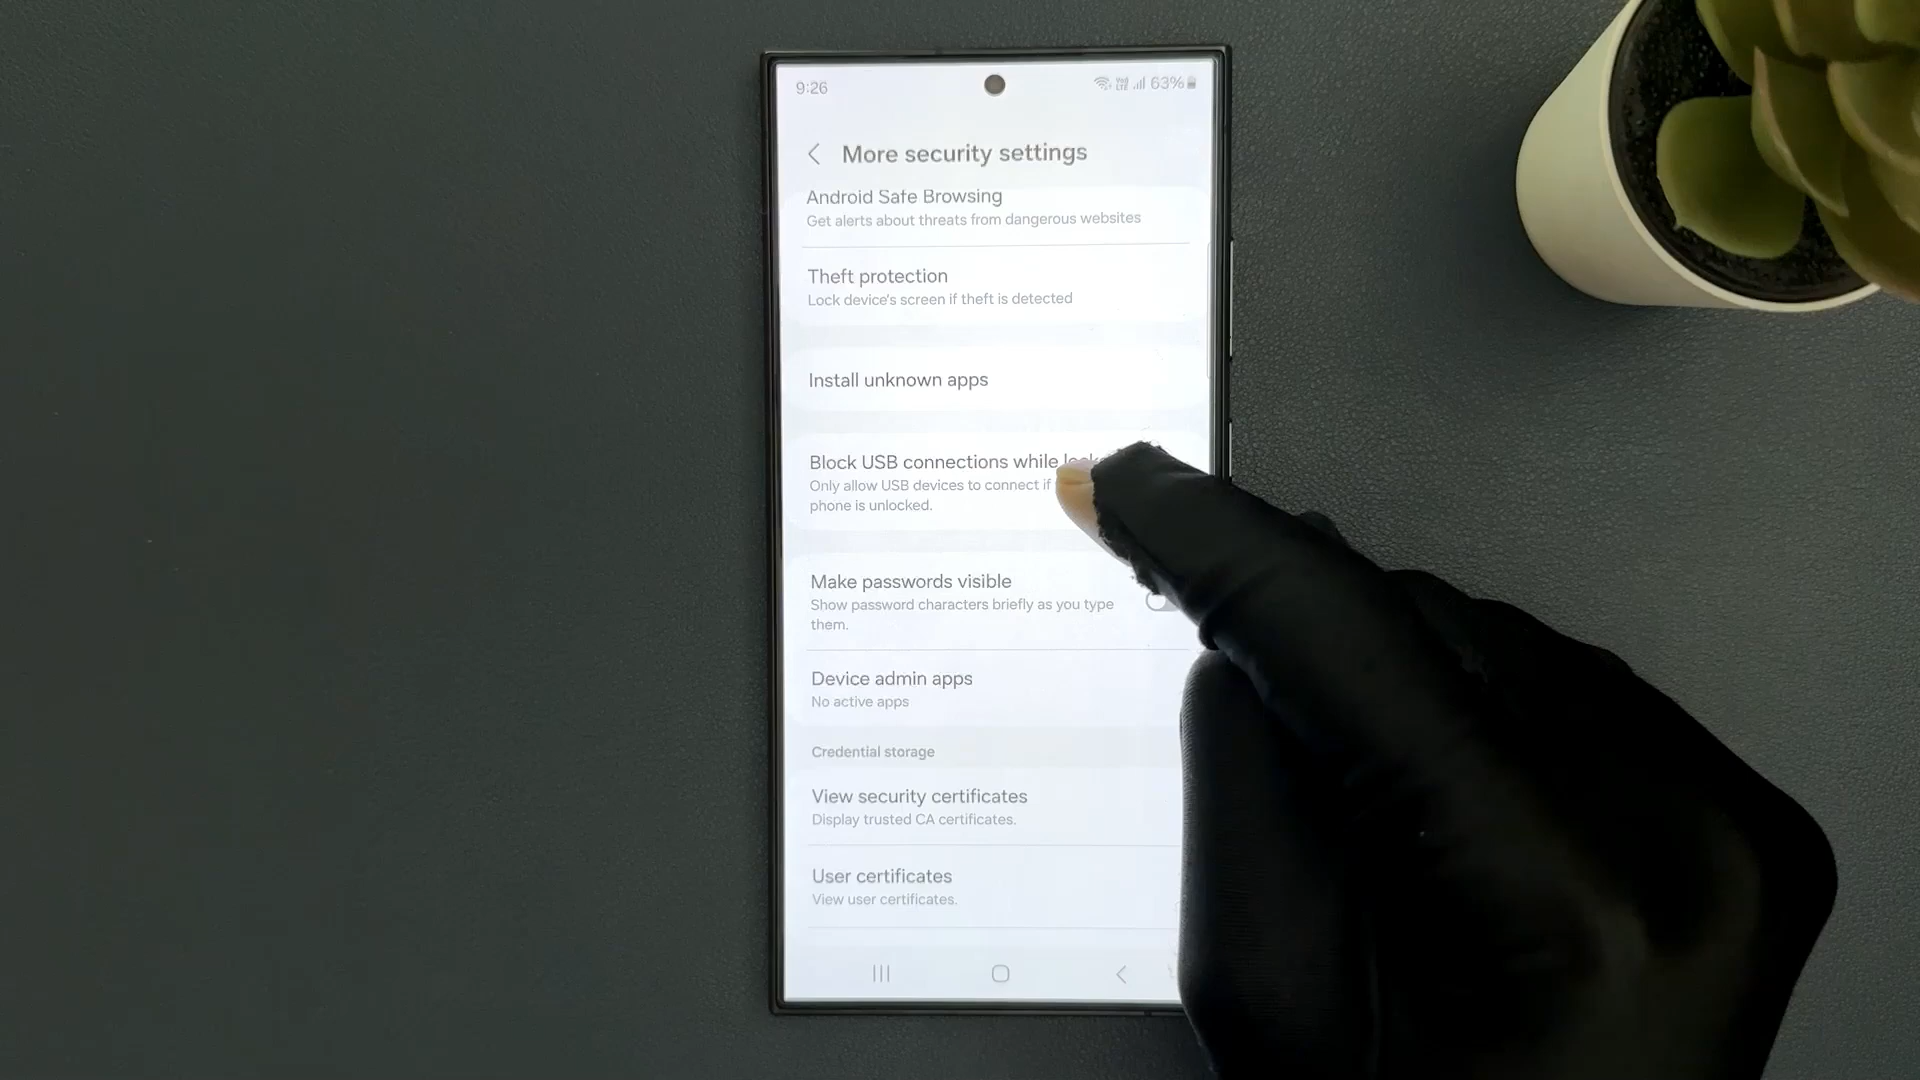 9:26
63%
More security settings
Android Safe Browsing
Get alerts about threats from dangerous websites
Theft protection
Lock device's screen if theft is detected
Install unknown apps
Block USB connections while
Only allow USB devices to connect if
phone is unlocked.
Make passwords visible
Show password characters briefly as you type
them.
Device admin apps
No active apps
Credential storage
View security certificates
Display trusted CA certificates.
User certificates
View user certificates.